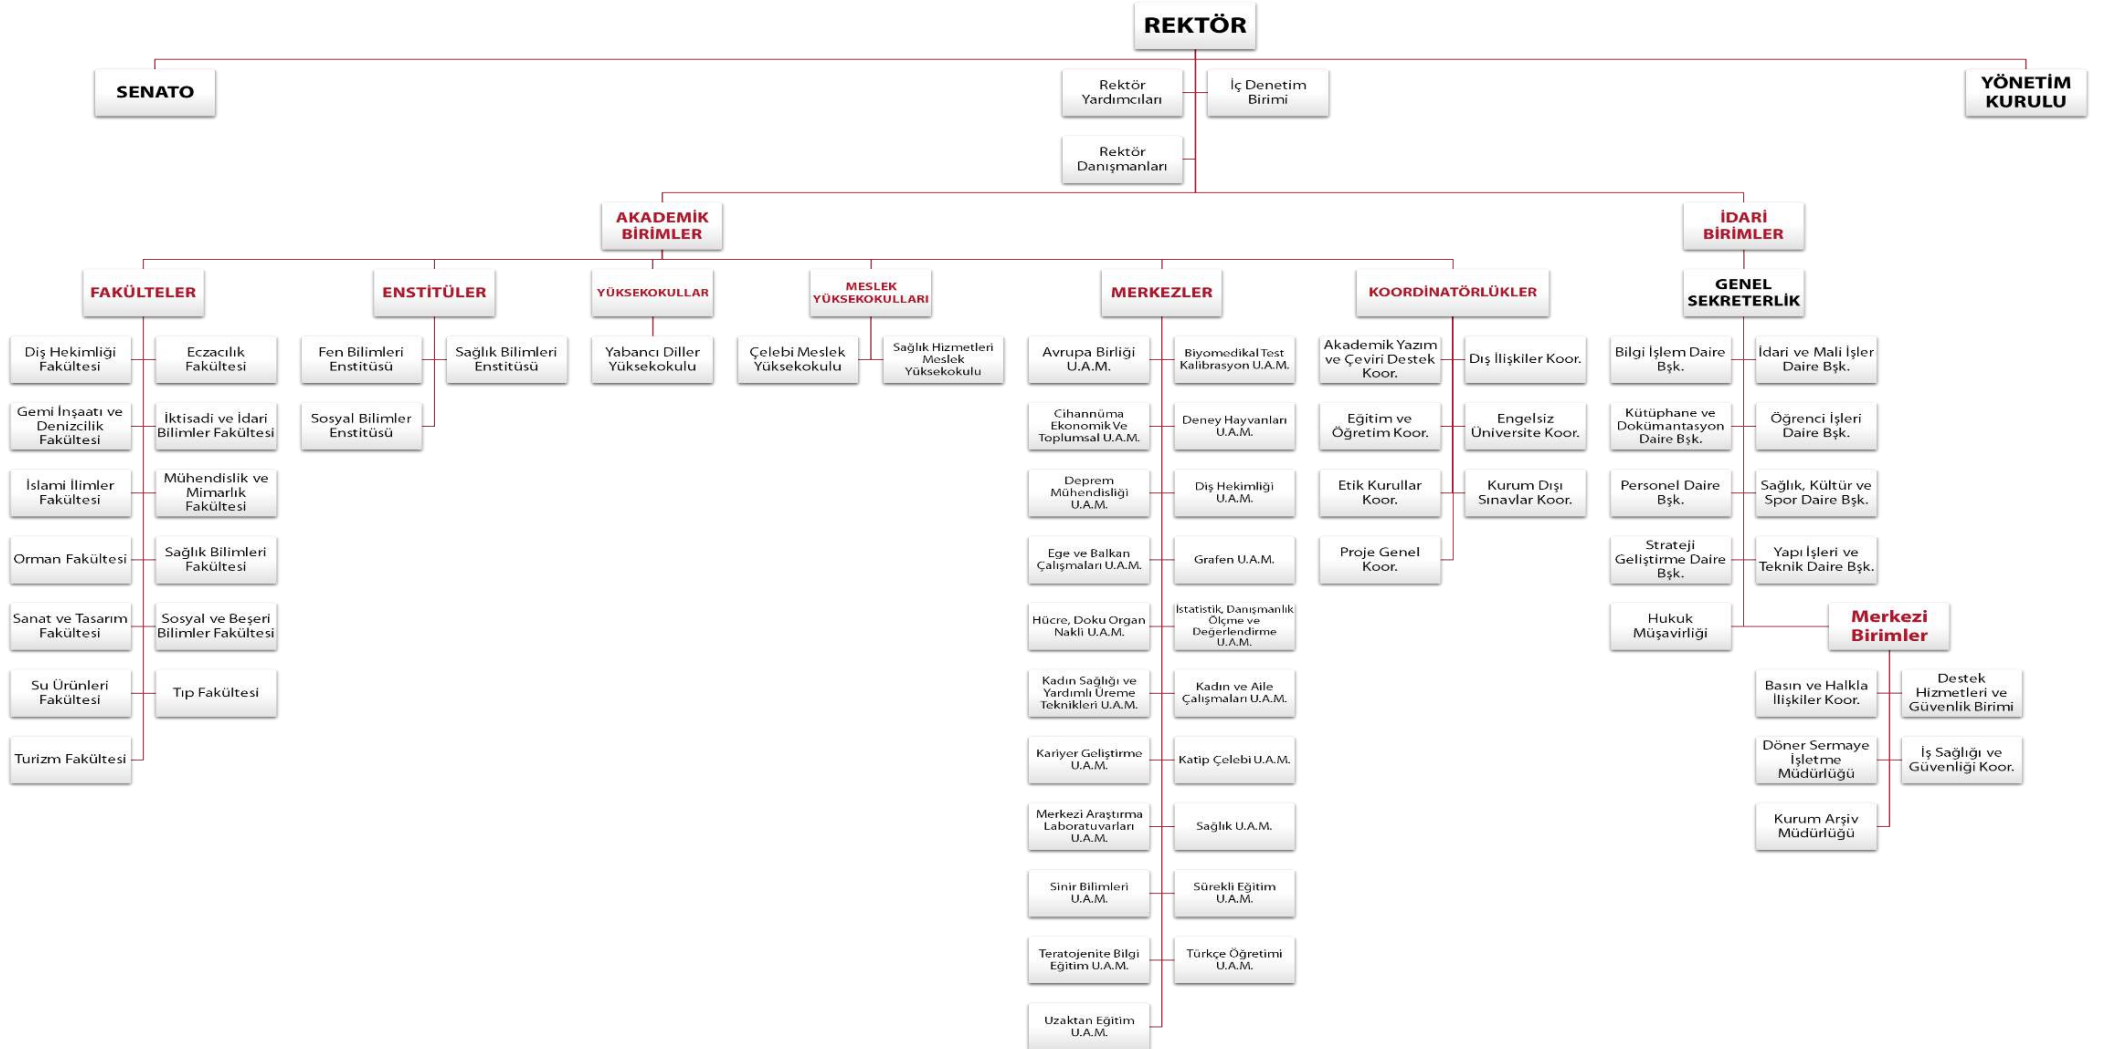 REKTÖR
SENATO
Rektör
Yardımcıları
İç Denetim
Birimi
YÖNETİM
KURULU
Rektör
Danışmanları
AKADEMİK
BİRİMLER
İDARİ
BİRİMLER
FAKÜLTELER
ENSTİTÜLER
YÜKSEKOKULLAR
MESLEK
YÜKSEKOKULLARI
MERKEZLER
KOORDİNATÖRLÜKLER
GENEL
SEKRETERLİK
Diş Hekimliği
Fakültesi
Eczacılık
Fakültesi
Gemi İnşaatı ve
Denizcilik
Fakültesi
İktisadi ve İdari
Bilimler Fakültesi
İslami İlimler
Fakültesi
Mühendislik ve
Mimarlık
Fakültesi
Orman Fakültesi
Sağlık Bilimleri
Fakültesi
Sanat ve Tasarım
Fakültesi
Sosyal ve Beşeri
Bilimler Fakültesi
Su Ürünleri
Fakültesi
Tıp Fakültesi
Turizm Fakültesi
Fen Bilimleri
Enstitüsü
Sağlık Bilimleri
Enstitüsü
Sosyal Bilimler
Enstitüsü
Yabancı Diller
Yüksekokulu
Çelebi Meslek
Yüksekokulu
Sağlık Hizmetleri
Meslek
Yüksekokulu
Avrupa Birliği
U.A.M.
Biyomedikal Test
Kalibrasyon U.A.M.
Cihannüma
Ekonomik Ve
Toplumsal U.A.M.
Deney Hayvanları
U.A.M.
Deprem
Mühendisliği
U.A.M.
Diş Hekimliği
U.A.M.
Ege ve Balkan
Çalışmaları U.A.M.
Grafen U.A.M.
Hücre, Doku Organ
Nakli U.A.M.
İstatistik, Danışmanlık
Ölçme ve
Değerlendirme
U.A.M.
Kadın Sağlığı ve
Yardımlı Üreme
Teknikleri U.A.M.
Kadın ve Aile
Çalışmaları U.A.M.
Kariyer Geliştirme
U.A.M.
Katip Çelebi U.A.M.
Merkezi Araştırma
Laboratuvarları
U.A.M.
Sağlık U.A.M.
Sinir Bilimleri
U.A.M.
Sürekli Eğitim
U.A.M.
Teratojenite Bilgi
Eğitim U.A.M.
Türkçe Öğretimi
U.A.M.
Uzaktan Eğitim
U.A.M.
Akademik Yazım
ve Çeviri Destek
Koor.
Dış İlişkiler Koor.
Eğitim ve
Öğretim Koor.
Engelsiz
Üniversite Koor.
Etik Kurullar
Koor.
Kurum Dışı
Sınavlar Koor.
Proje Genel
Koor.
Bilgi İşlem Daire
Bşk.
İdari ve Mali İşler
Daire Bşk.
Kütüphane ve
Dokümantasyon
Daire Bşk.
Öğrenci İşleri
Daire Bşk.
Personel Daire
Bşk.
Sağlık, Kültür ve
Spor Daire Bşk.
Strateji
Geliştirme Daire
Bşk.
Yapı İşleri ve
Teknik Daire Bşk.
Hukuk
Müşavirliği
Merkezi
Birimler
Basın ve Halkla
İlişkiler Koor.
Destek
Hizmetleri ve
Güvenlik Birimi
Döner Sermaye
İşletme
Müdürlüğü
İş Sağlığı ve
Güvenliği Koor.
Kurum Arşiv
Müdürlüğü